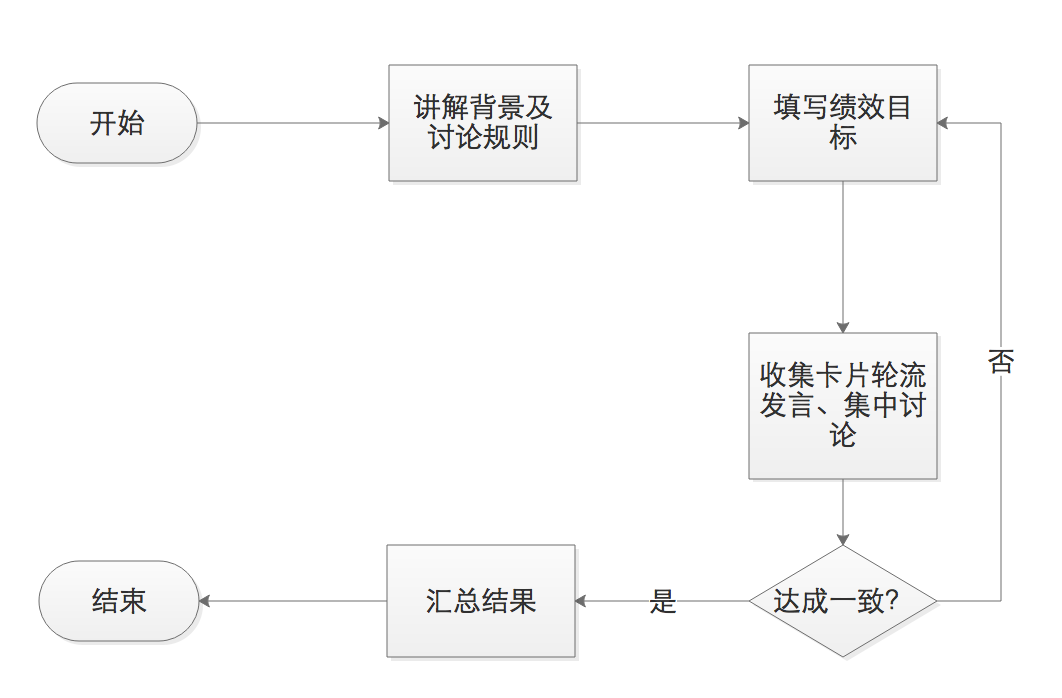 开始
讲解背景及
讨论规则
填写绩效目
标
收集卡片轮流
发言、集中讨
论
否
达成一致？
是
汇总结果
结束